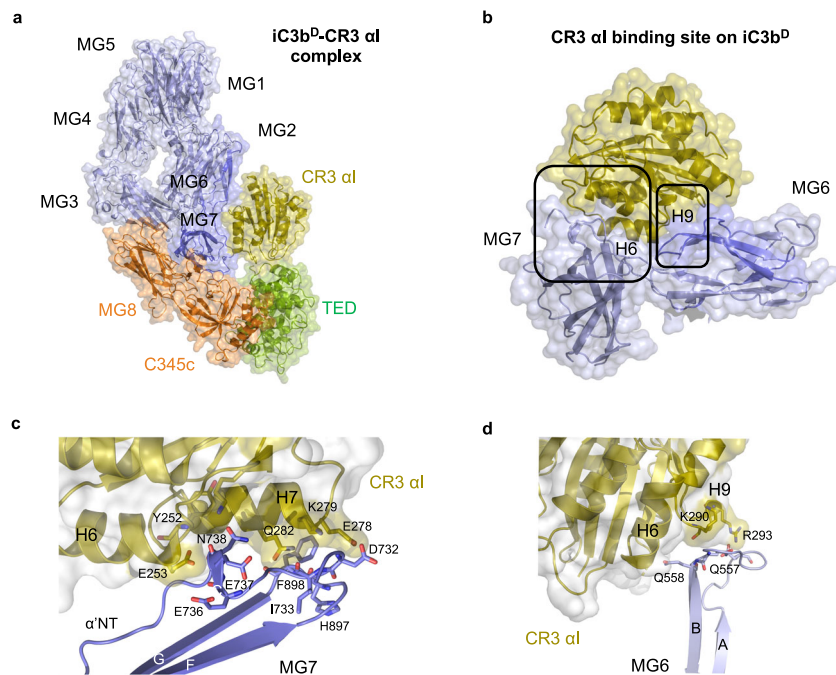 a
iC3bᴰ-CR3 αI
complex
MG5
MG1
MG4
MG2
CR3 αI
MG6
MG3
MG7
MG8
TED
C345c
b
CR3 αI binding site on iC3bᴰ
MG6
H9
MG7
H6
c
CR3 αI
H7
K279
Y252
E278
H6
N738
Q282
D732
E253
E737
F898
E736
I733
α'NT
H897
G
F
MG7
d
H9
K290
H6
R293
Q558
Q557
CR3 αI
B
A
MG6